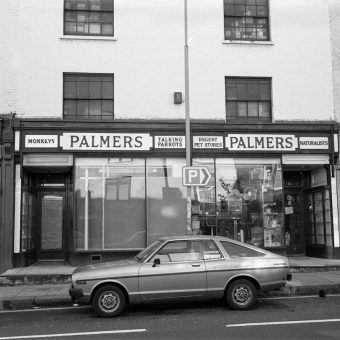 MONKEYS PALMERS TALKING PARROTS REGENT PET STORES PALMERS NATURALISTS
P